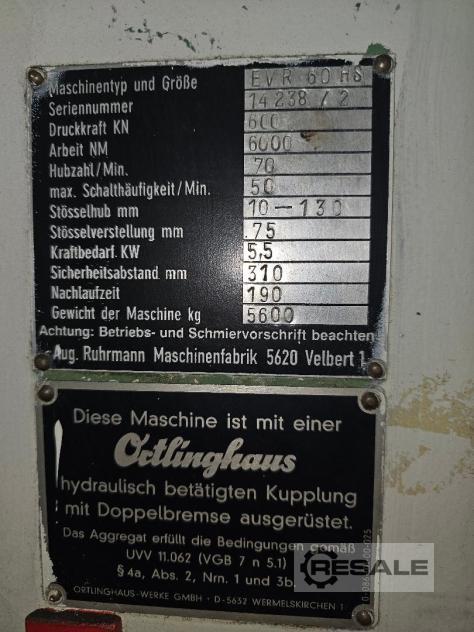 Maschinentyp und Größe EVR 60 HS
Seriennummer 14238/2
Druckkraft KN 600
Arbeit NM 6000
Hubzahl/Min. 70
max. Schalthäufigkeit/Min. 50
Stösselhub mm 10-130
Stösselverstellung mm 75
Kraftbedarf. KW 5,5
Sicherheitsabstand mm 310
Nachlaufzeit 190
Gewicht der Maschine kg 5600
Achtung: Betriebs- und Schmiervorschrift beachten
Aug. Ruhrmann Maschinenfabrik 5620 Velbert 1
Diese Maschine ist mit einer
Ortlinghaus
hydraulisch betätigten Kupplung
mit Doppelbremse ausgerüstet.
Das Aggregat erfüllt die Bedingungen gemäß
UVV 11.062 (VGB 7 n 5.1)
§ 4a, Abs. 2, Nrn. 1 und 3b
ORTLINGHAUS-WERKE GMBH · D-5632 WERMELSKIRCHEN 1
RESALE